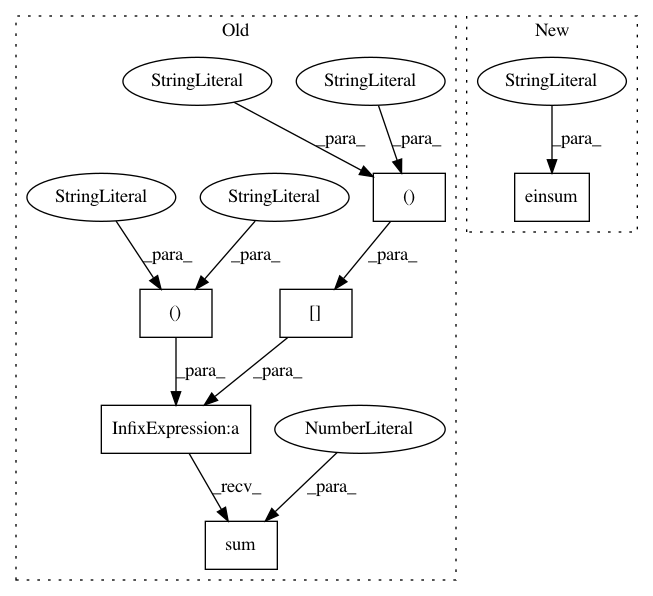 Old
New
StringLiteral
StringLiteral
StringLiteral
_para_
_para_
_para_
StringLiteral
StringLiteral
()
einsum
_para_
_para_
_para_
()
[]
_para_
_para_
InfixExpression:a
NumberLiteral
_recv_
_para_
sum